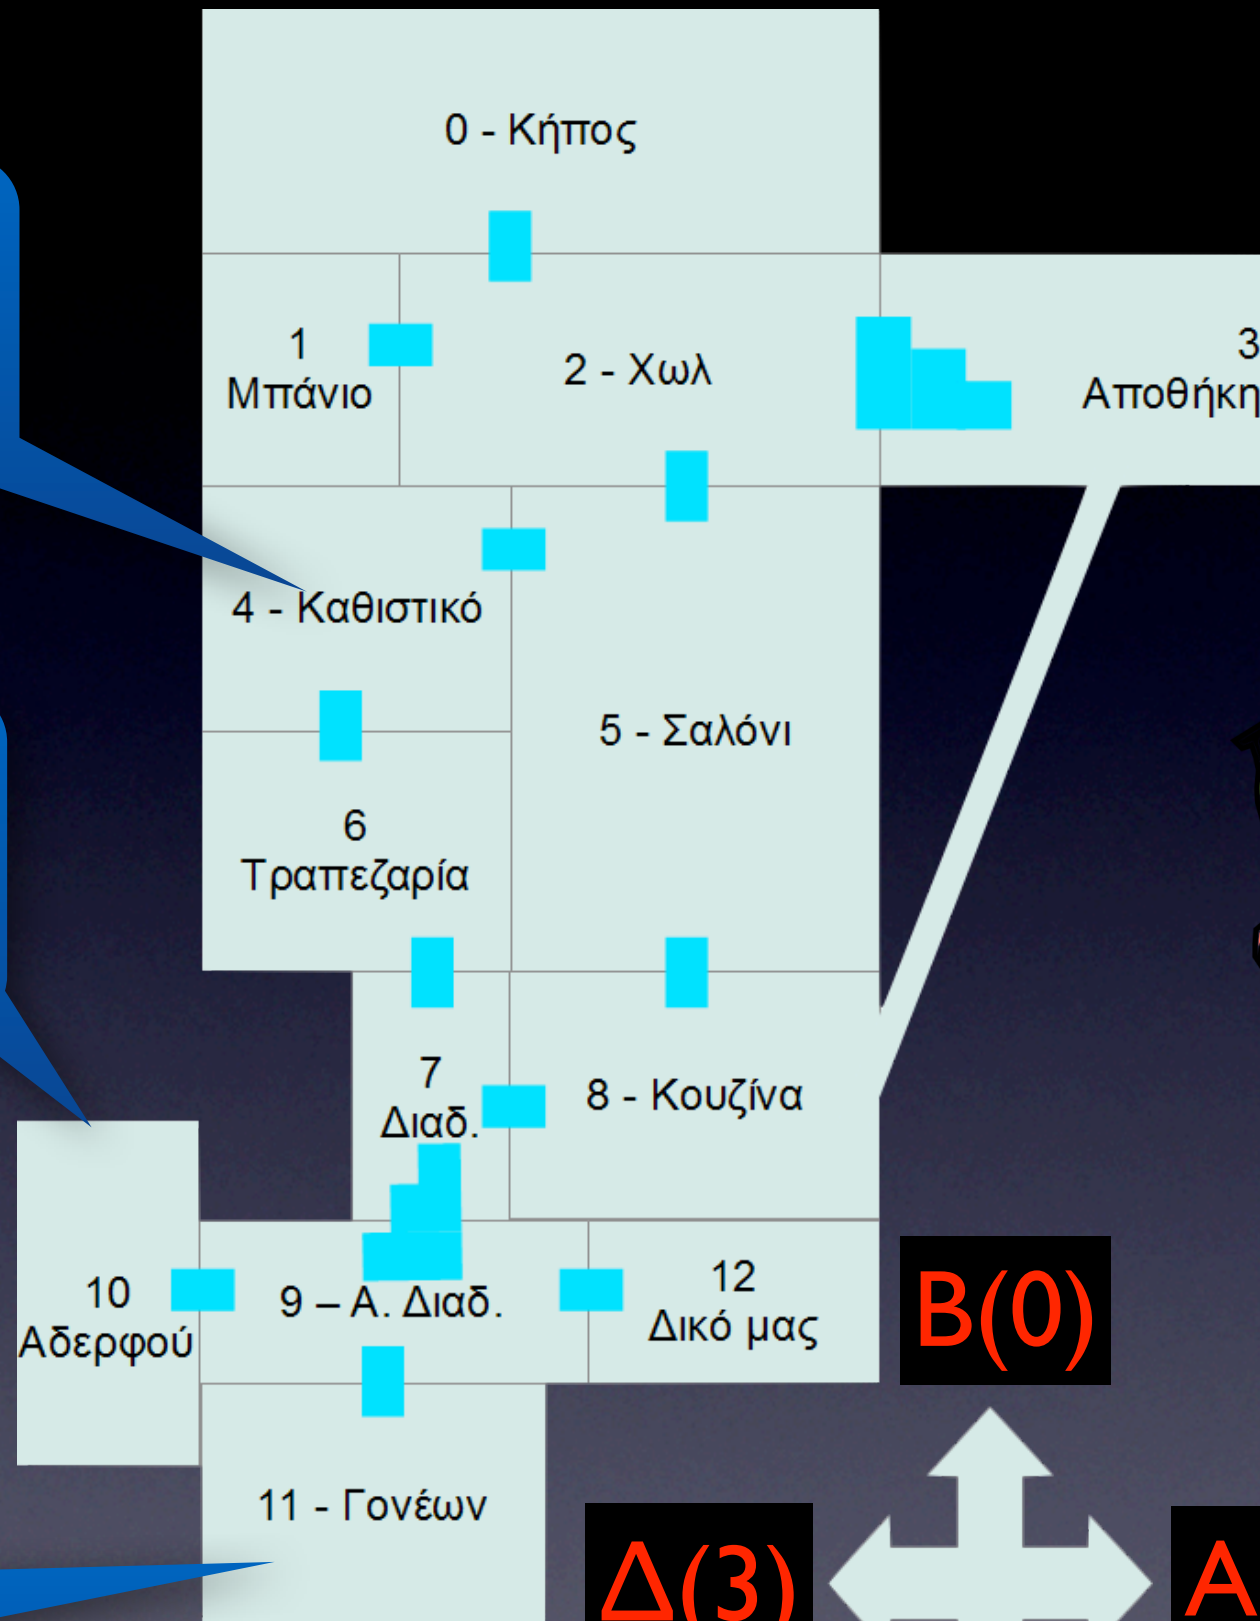 0 - Κήπος
1
Μπάνιο
2 - Χωλ
3
Αποθήκη
4 - Καθιστικό
5 - Σαλόνι
6
Τραπεζαρία
7
Διαδ.
8 - Κουζίνα
10
Αδερφού
9 – Α. Διαδ.
12
Δικό μας
Β(0)
11 - Γονέων
Δ(3)
Α